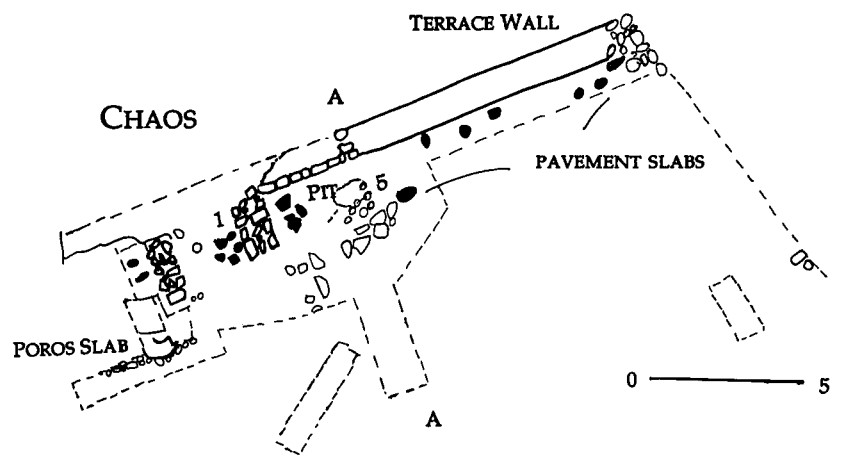 TERRACE WALL
A
CHAOS
PAVEMENT SLABS
PIT
5
1
POROS SLAB
0 5
A